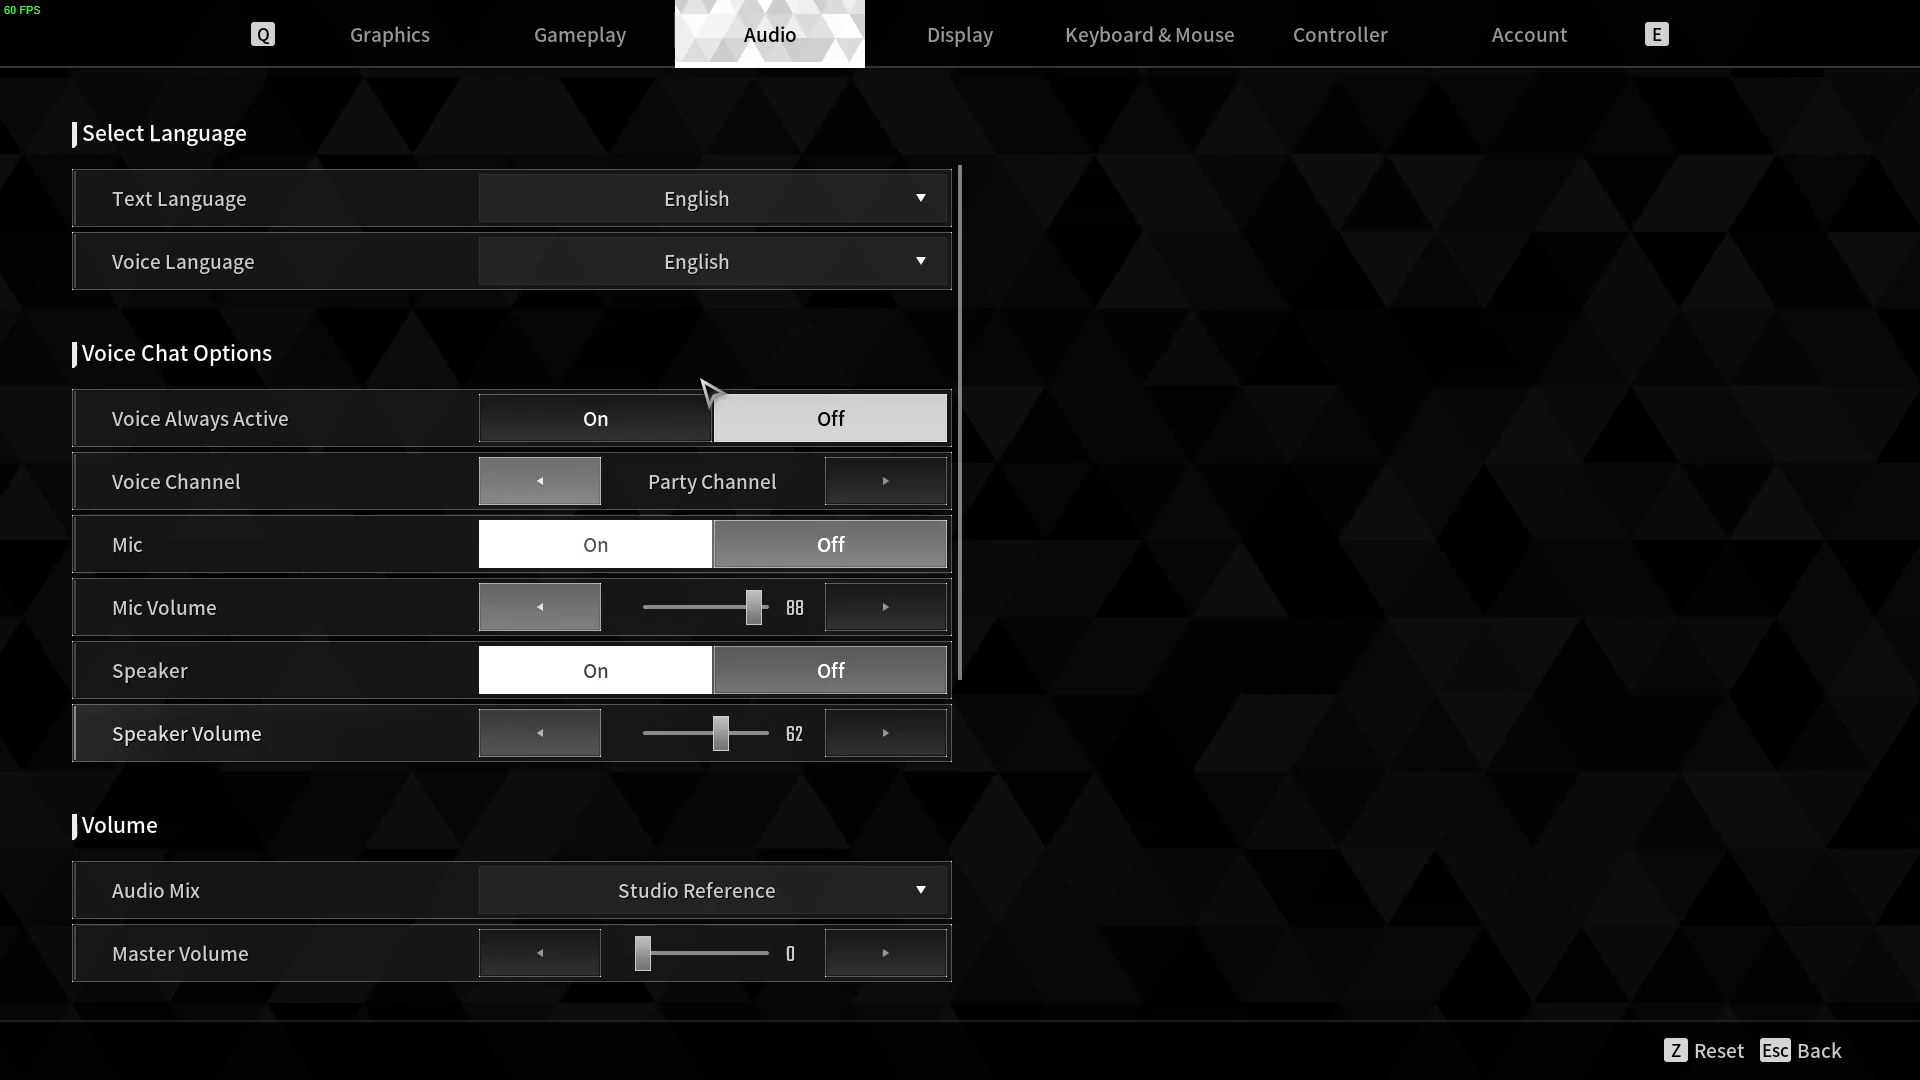 60 FPS
Q Graphics Gameplay Audio Display Keyboard & Mouse Controller Account E
Select Language
Text Language English
Voice Language English
Voice Chat Options
Voice Always Active On Off
Voice Channel Party Channel
Mic On Off
Mic Volume 88
Speaker On Off
Speaker Volume 62
Volume
Audio Mix Studio Reference
Master Volume 0
Z Reset Esc Back